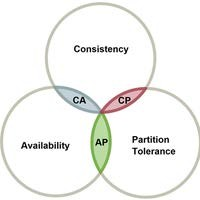 Consistency
CA
CP
Availability
AP
Partition
Tolerance